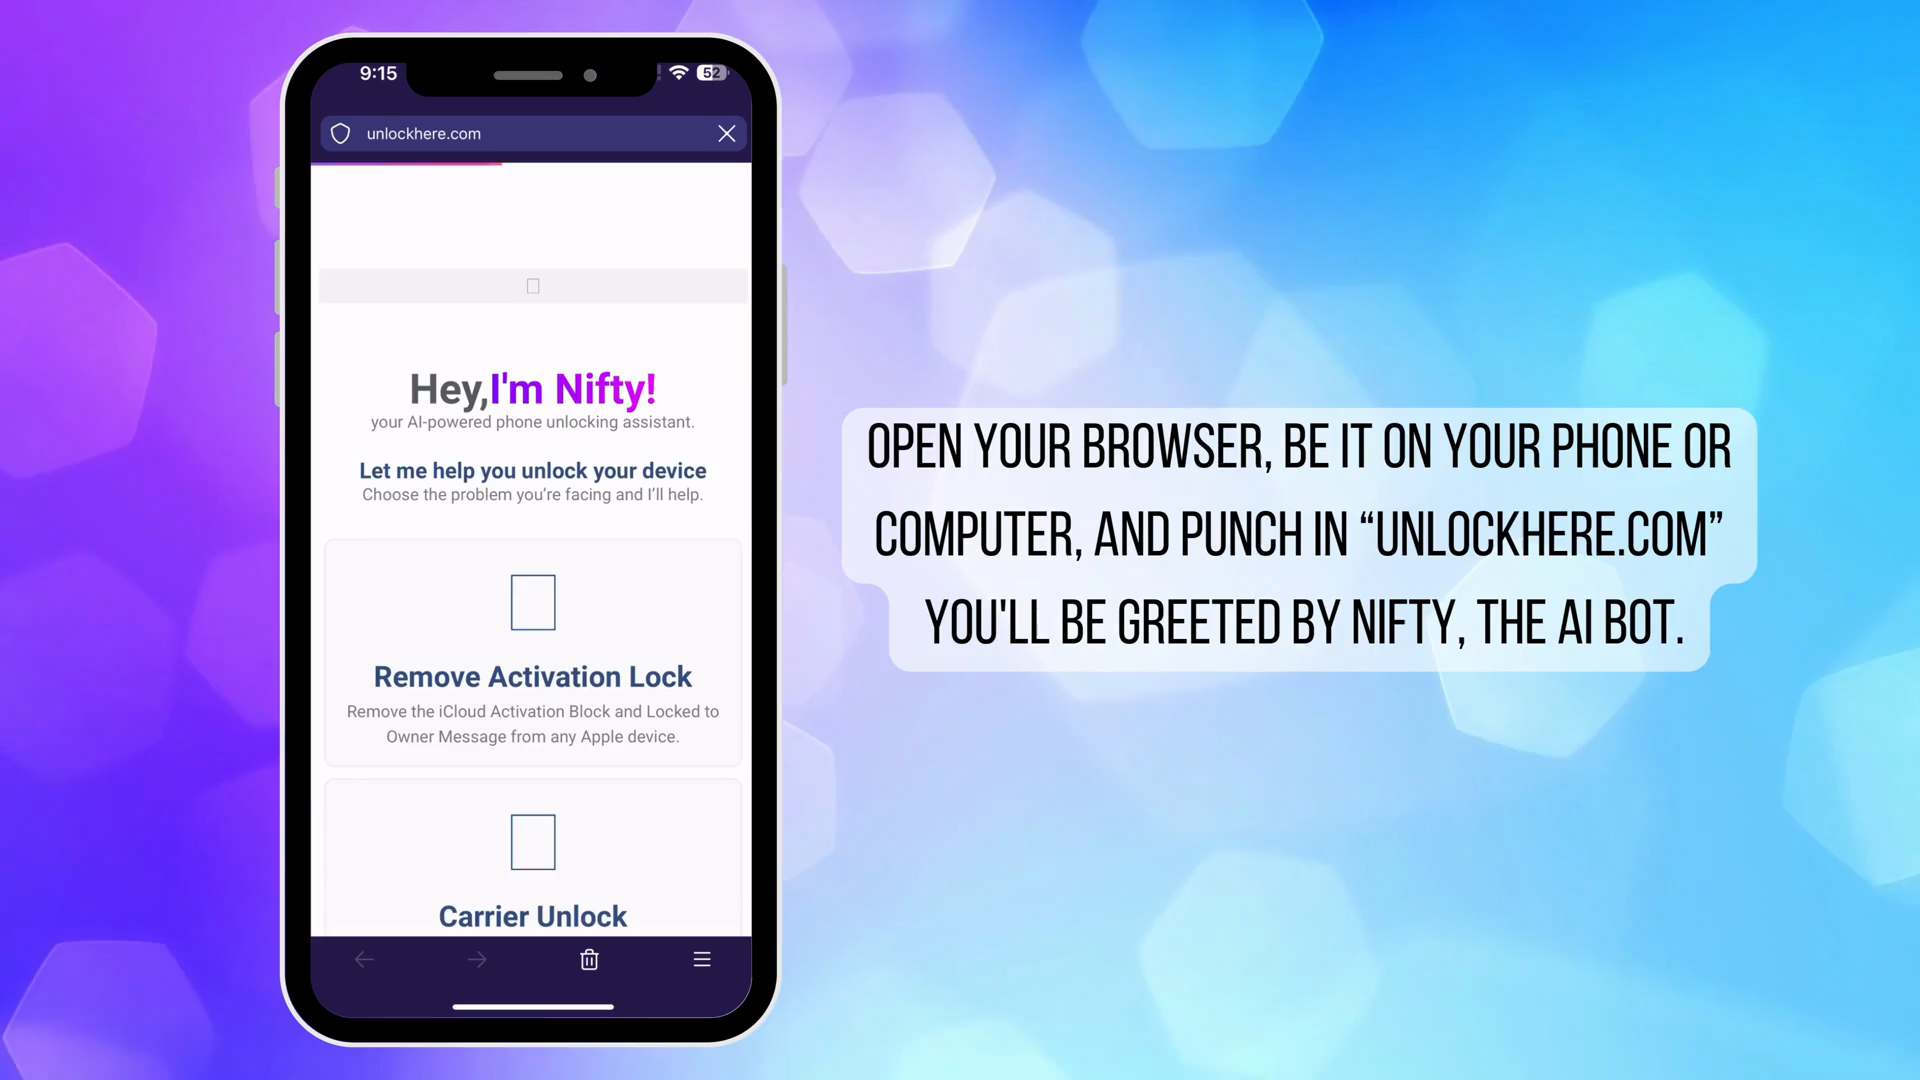 9:15
52
unlockhere.com
Hey,I'm Nifty!
your AI-powered phone unlocking assistant.
Let me help you unlock your device
Choose the problem you're facing and I'll help.
Remove Activation Lock
Remove the iCloud Activation Block and Locked to
Owner Message from any Apple device.
Carrier Unlock
OPEN YOUR BROWSER, BE IT ON YOUR PHONE OR
COMPUTER, AND PUNCH IN “UNLOCKHERE.COM”
YOU'LL BE GREETED BY NIFTY, THE AI BOT.